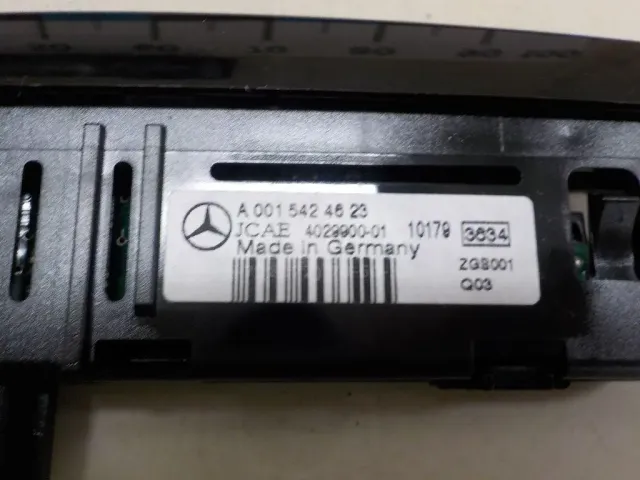 A 001 542 46 23
JCAE 4029900-01 10179 3634
Made in Germany
ZGS001
Q03